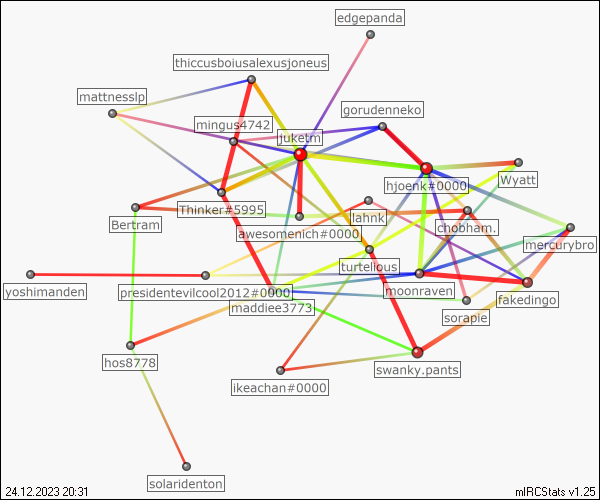 edgepanda
thiccusboiusalexusjoneus
mattnesslp
gorudenneko
mingus4742
juketm
hjoenk#0000
Wyatt
Thinker#5995
lahnk
Bertram
awesomerich#0000
chobham.
mercurybro
turtelious
yoshimanden
presidentevilcool2012#0000
moonraven
fakedingo
maddiee3773
sorapie
hos8778
swanky.pants
ikeachan#0000
solaridenton
24.12.2023 20:31
mIRCStats v1.25